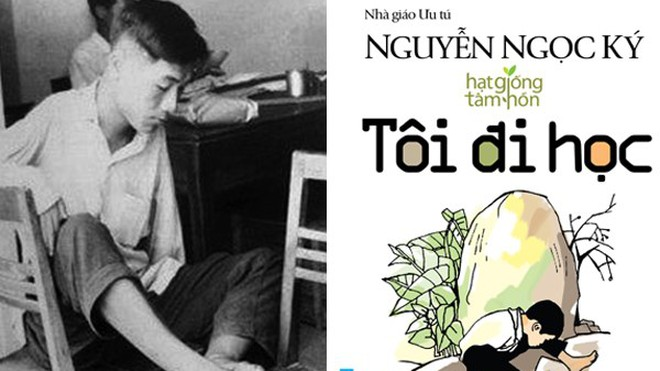 Nhà giáo Ưu tú
NGUYỄN NGỌC KÝ
hạt giống
tâm hồn
Tôi đi học